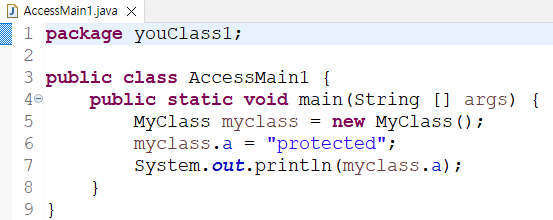 AccessMain1.java
1 package youClass1;
2
3 public class AccessMain1 {
4 public static void main(String [] args) {
5 MyClass myclass = new MyClass();
6 myclass.a = "protected";
7 System.out.println(myclass.a);
8 }
9 }